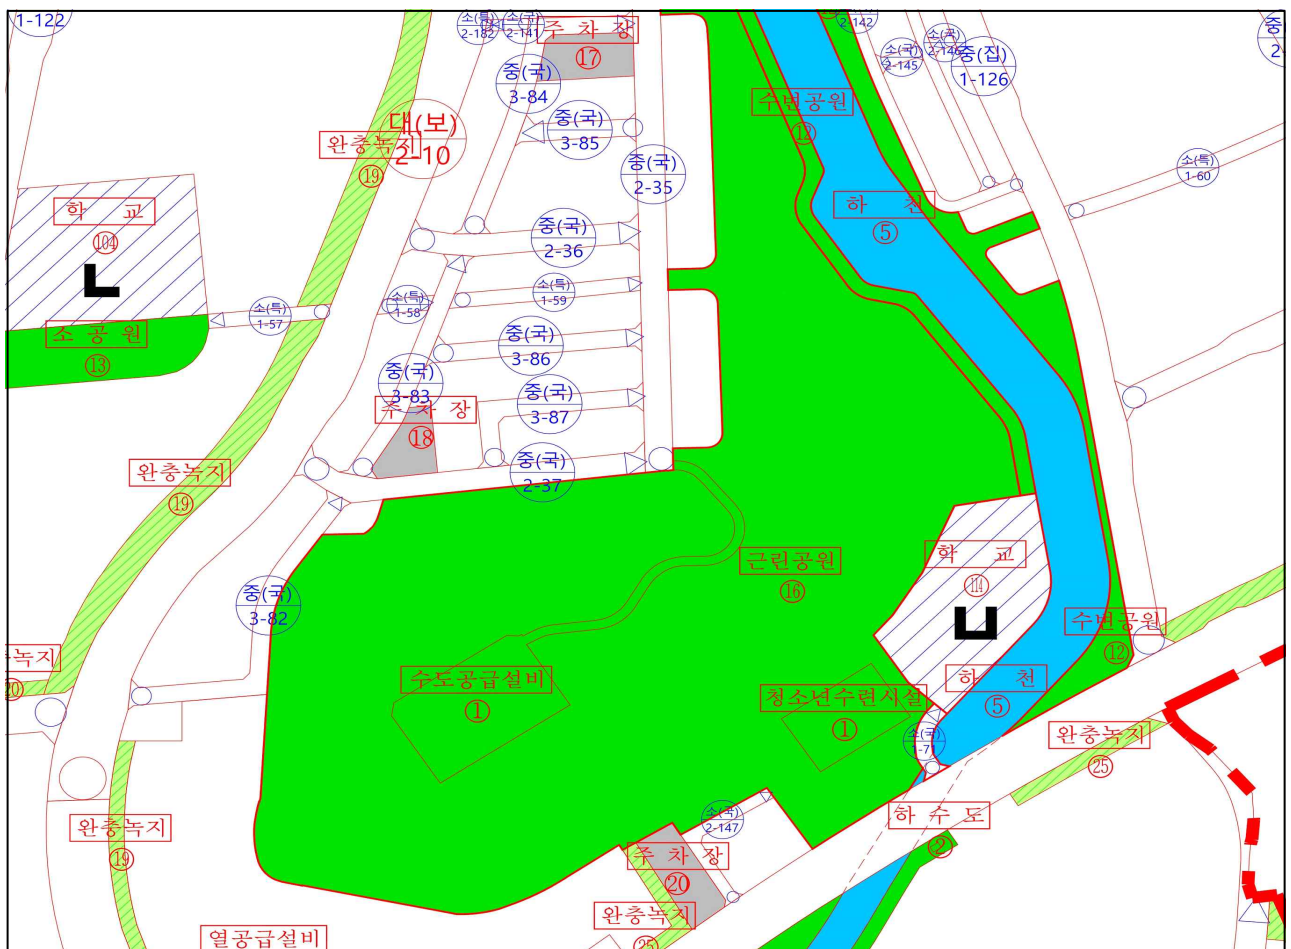 1-122
소(특)
2-182
소(국)
2-141
주 차 장
⑰
2-142
소(국)
2-145
소(국)
2-146
중(집)
1-126
중
2
중(국)
3-84
대(보)
2-10
완충녹지
⑲
중(국)
3-85
중(국)
2-35
수변공원
⑫
소(특)
1-60
학 교
104
하 천
⑤
중(국)
2-36
소(특)
1-57
소(특)
1-58
소(특)
1-59
소 공 원
⑬
중(국)
3-86
중(국)
3-83
중(국)
3-87
주 차 장
⑱
완충녹지
⑲
중(국)
2-37
근린공원
⑯
학 교
114
중(국)
3-82
수변공원
⑫
녹지
20
수도공급설비
①
청소년수련시설
①
하 천
⑤
소(국)
1-71
완충녹지
㉕
완충녹지
⑲
소(국)
2-147
하 수 도
②
주 차 장
⑳
완충녹지
㉕
열공급설비